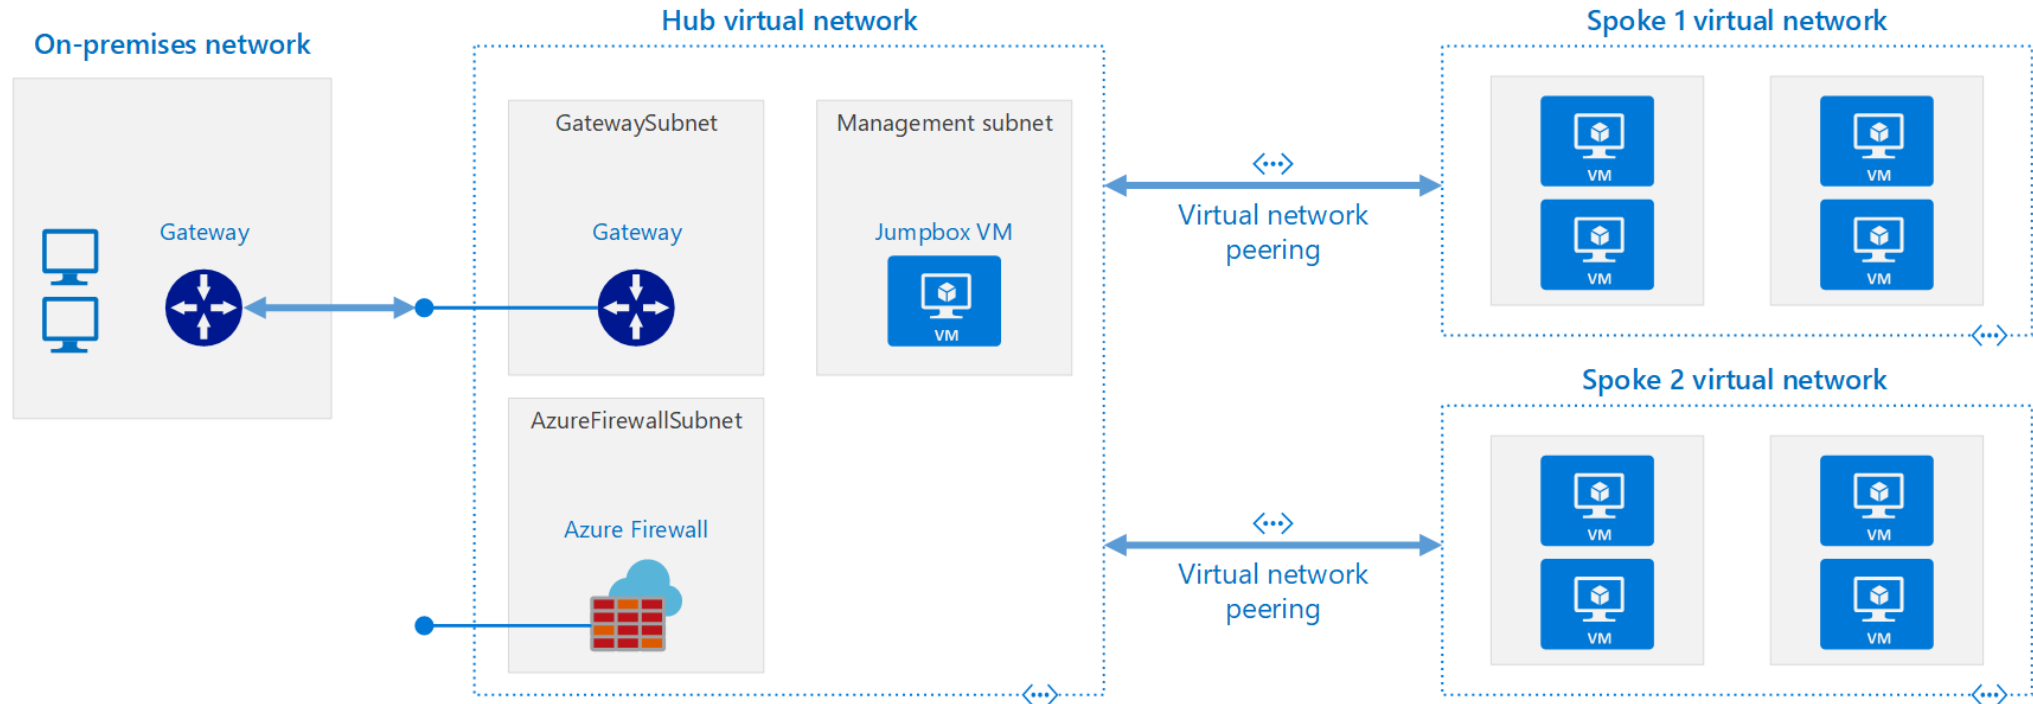 On-premises network
Gateway
Hub virtual network
GatewaySubnet
Gateway
Management subnet
Jumpbox VM
VM
AzureFirewallSubnet
Azure Firewall
Virtual network
peering
Virtual network
peering
Spoke 1 virtual network
VM
VM
VM
VM
Spoke 2 virtual network
VM
VM
VM
VM